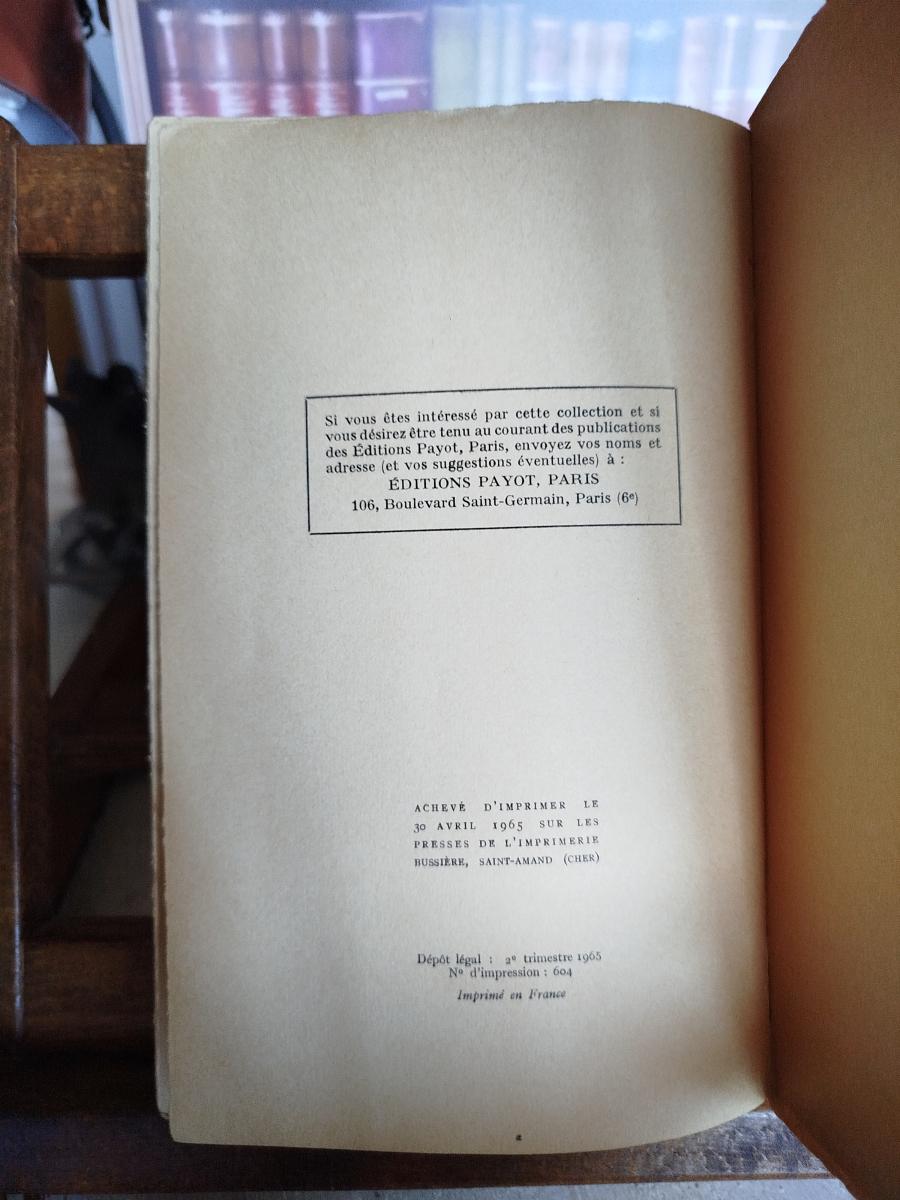 Si vous êtes intéressé par cette collection et si
vous désirez être tenu au courant des publications
des Éditions Payot, Paris, envoyez vos noms et
adresse (et vos suggestions éventuelles) à :
ÉDITIONS PAYOT, PARIS
106, Boulevard Saint-Germain, Paris (6e)
ACHEVÉ D'IMPRIMER LE
30 AVRIL 1965 SUR LES
PRESSES DE L'IMPRIMERIE
BUSSIÈRE, SAINT-AMAND (CHER)
Dépôt légal : 2e trimestre 1965
No d'impression : 604
Imprimé en France